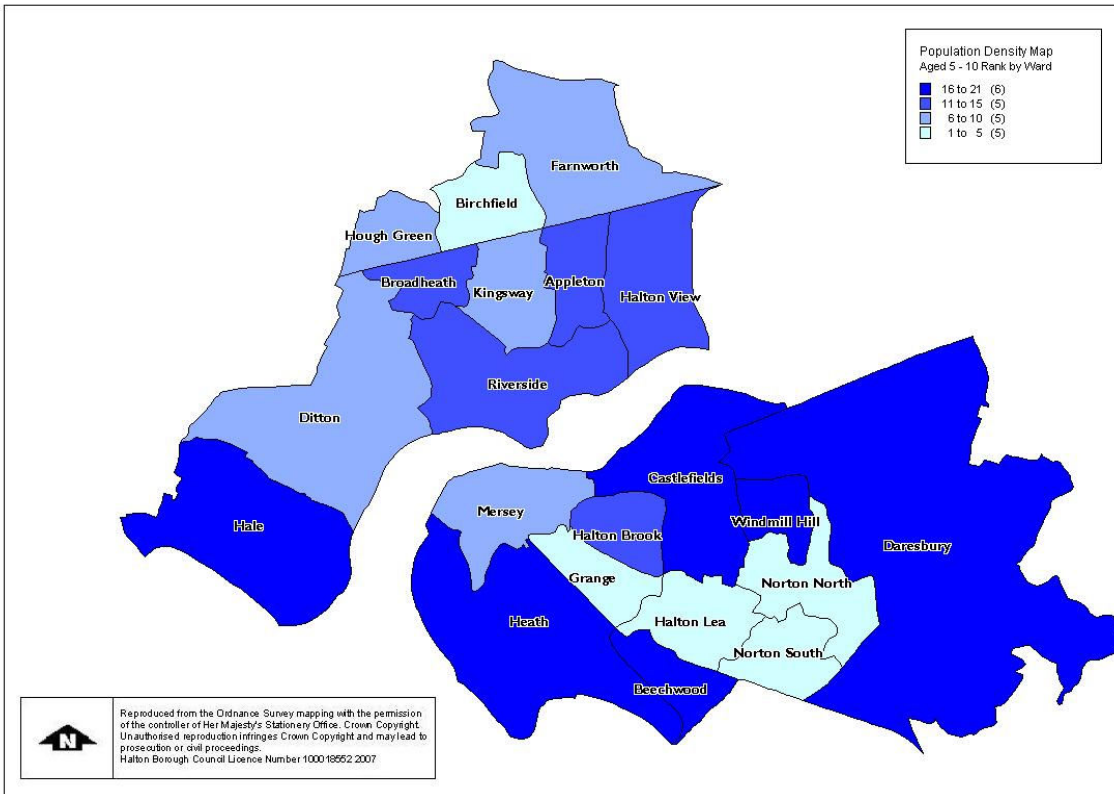 Population Density Map
Aged 5 - 10 Rank by Ward
16 to 21 (6)
11 to 15 (5)
6 to 10 (5)
1 to 5 (5)
Farnworth
Birchfield
Hough Green
Broadheath
Kingsway
Appleton
Halton View
Riverside
Ditton
Hale
Castlefields
Mersey
Halton Brook
Windmill Hill
Daresbury
Grange
Norton North
Heath
Halton Lea
Norton South
Beechwood
N
Reproduced from the Ordnance Survey mapping with the permission
of the controller of Her Majesty's Stationery Office. Crown Copyright.
Unauthorised reproduction infringes Crown Copyright and may lead to
prosecution or civil proceedings.
Halton Borough Council Licence Number 100018552 2007